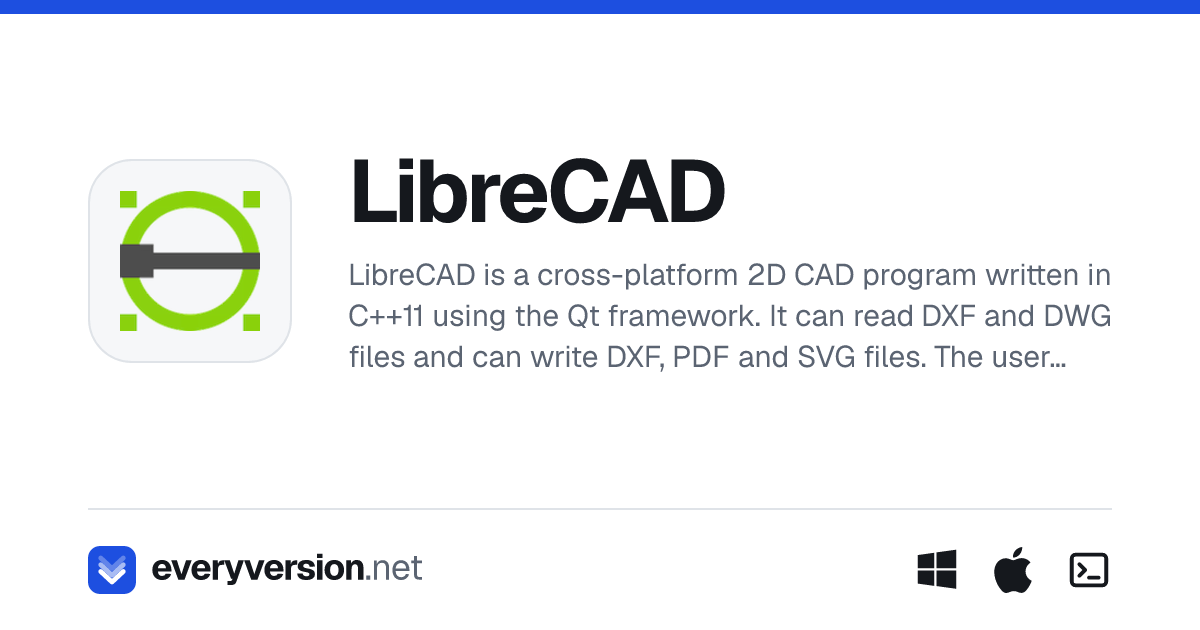 LibreCAD
LibreCAD is a cross-platform 2D CAD program written in
C++11 using the Qt framework. It can read DXF and DWG
files and can write DXF, PDF and SVG files. The user...
everyversion.net